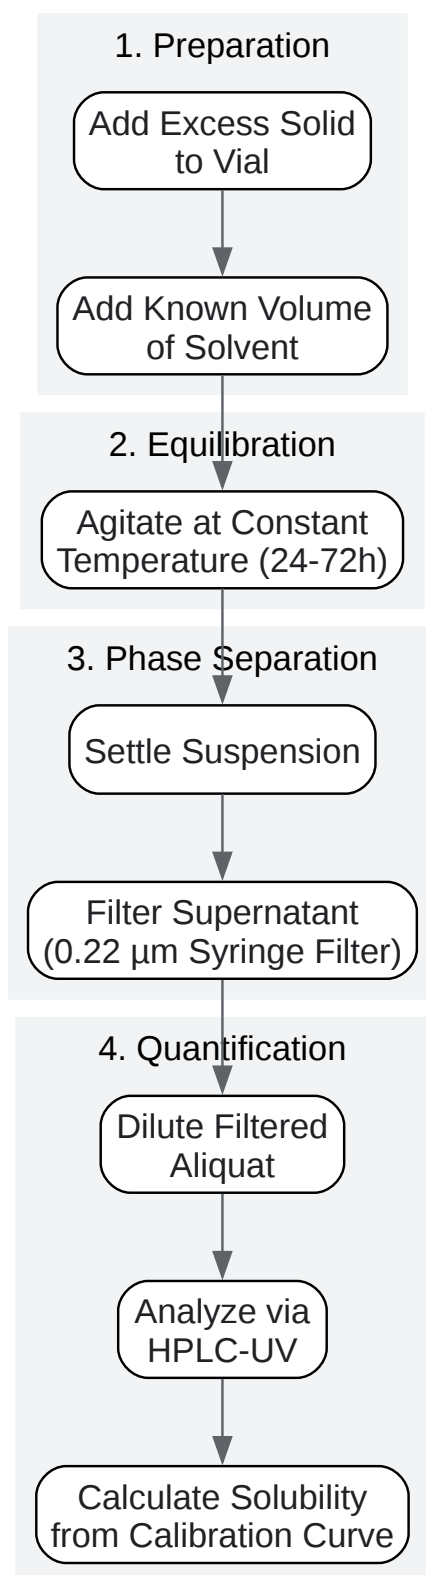 1. Preparation
Add Excess Solid
to Vial
Add Known Volume
of Solvent
2. Equilibration
Agitate at Constant
Temperature (24-72h)
3. Phase Separation
Settle Suspension
Filter Supernatant
(0.22 µm Syringe Filter)
4. Quantification
Dilute Filtered
Aliquat
Analyze via
HPLC-UV
Calculate Solubility
from Calibration Curve